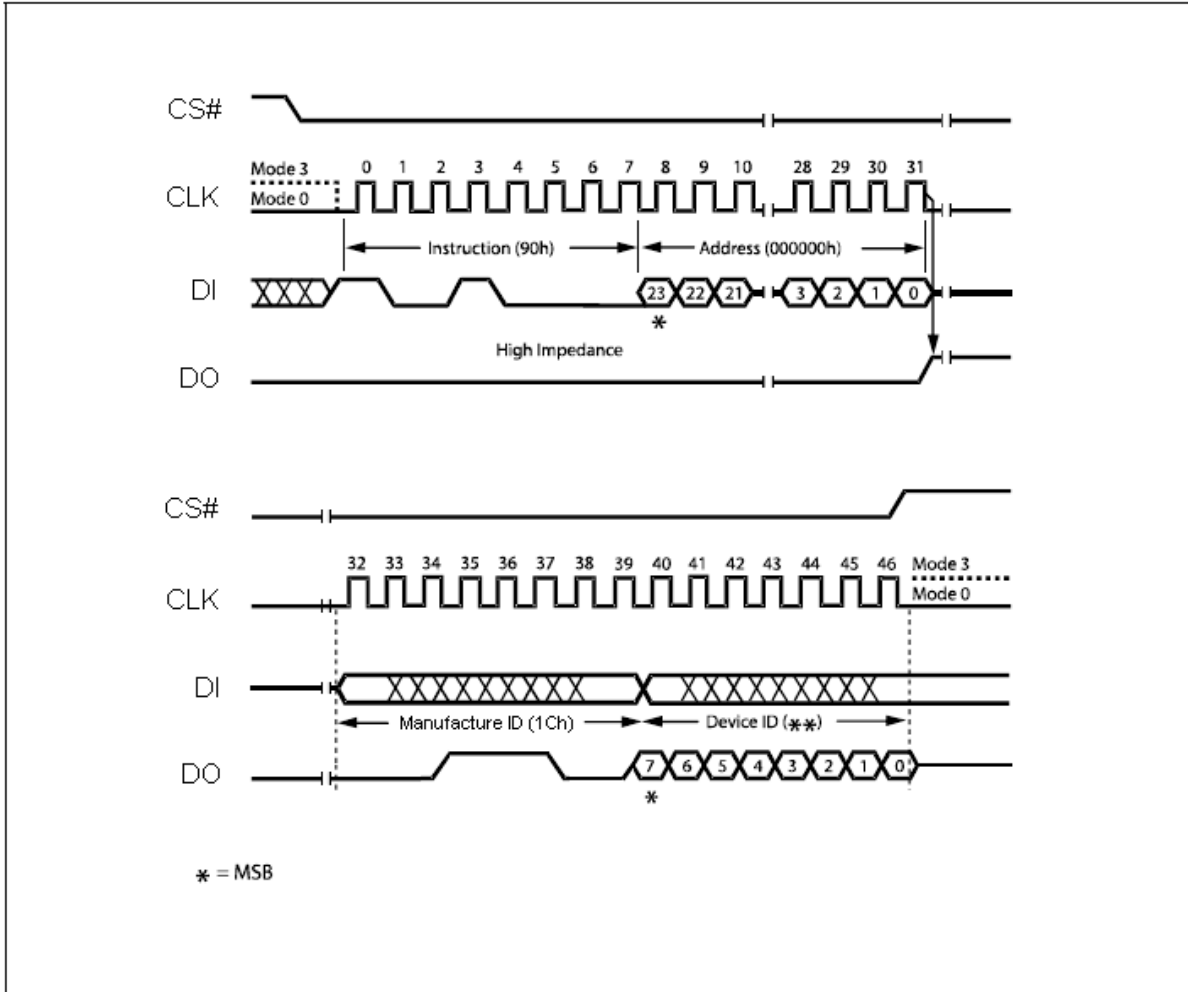 CS#
Mode 3
0 1 2 3 4 5 6 7 8 9 10 28 29 30 31
CLK
Mode 0
Instruction (90h) Address (000000h)
DI
23 22 21 3 2 1 0
*
High Impedance
DO
CS#
32 33 34 35 36 37 38 39 40 41 42 43 44 45 46
Mode 3
CLK
Mode 0
DI
Manufacture ID (1Ch) Device ID (**)
DO
7 6 5 4 3 2 1 0
*
* = MSB